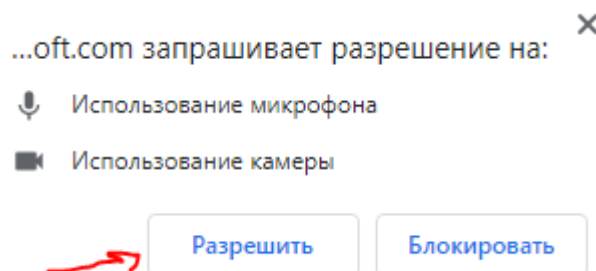 ...oft.com запрашивает разрешение на:
Использование микрофона
Использование камеры
Разрешить Блокировать